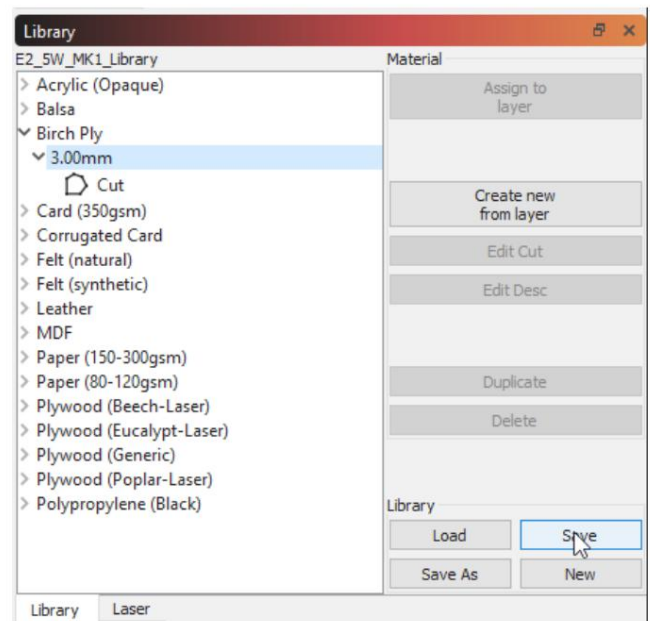 Library
E2_5W_MK1_Library
Acrylic (Opaque)
Balsa
Birch Ply
3.00mm
Cut
Card (350gsm)
Corrugated Card
Felt (natural)
Felt (synthetic)
Leather
MDF
Paper (150-300gsm)
Paper (80-120gsm)
Plywood (Beech-Laser)
Plywood (Eucalypt-Laser)
Plywood (Generic)
Plywood (Poplar-Laser)
Polypropylene (Black)
Material
Assign to
layer
Create new
from layer
Edit Cut
Edit Desc
Duplicate
Delete
Library
Load
Save
Save As
New
Library
Laser